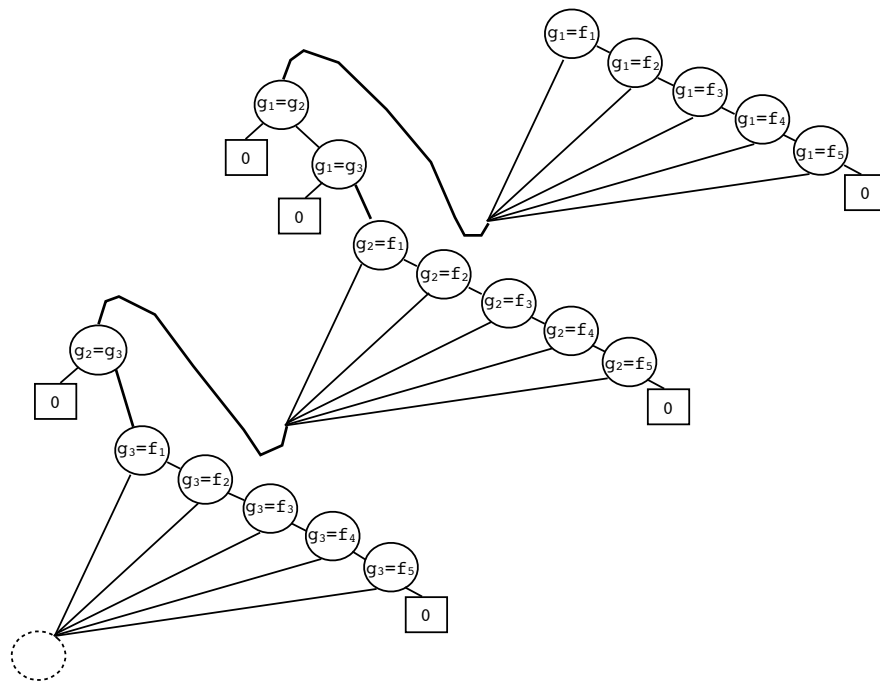 g₁=f₁
g₁=f₂
g₁=f₃
g₁=g₂
g₁=f₄
g₁=f₅
0
g₁=g₃
0
0
g₂=f₁
g₂=f₂
g₂=f₃
g₂=f₄
g₂=g₃
g₂=f₅
0
0
g₃=f₁
g₃=f₂
g₃=f₃
g₃=f₄
g₃=f₅
0